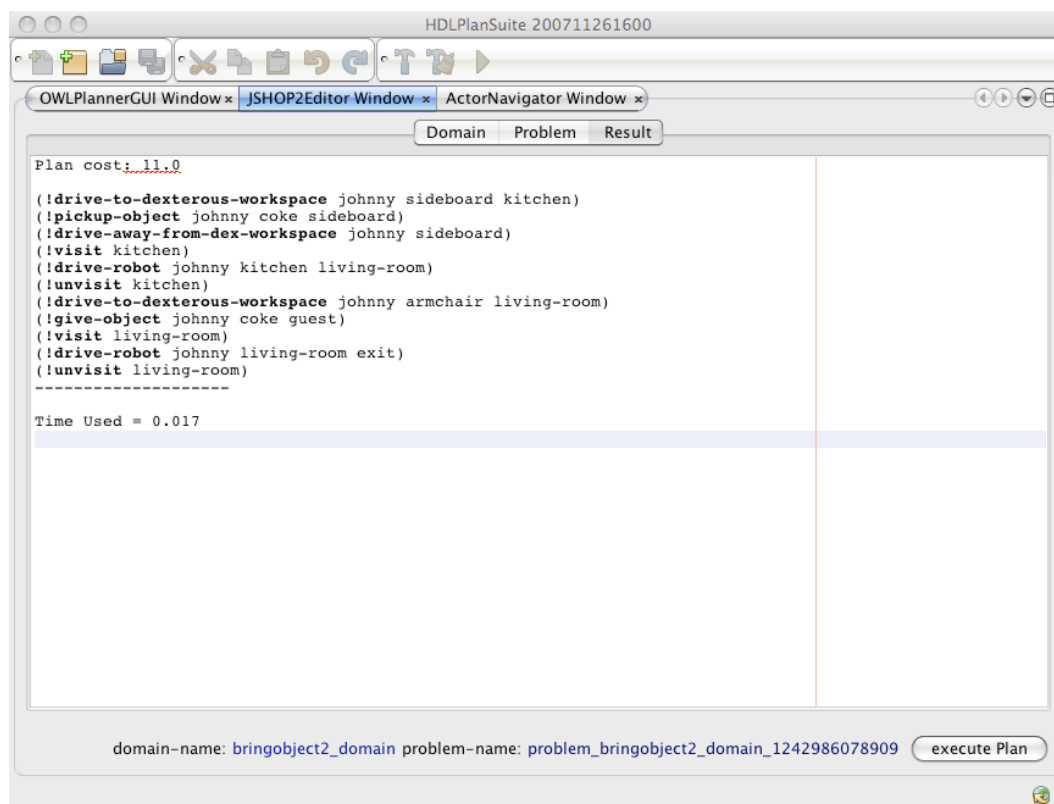 HDLPlanSuite 200711261600
OWLPlannerGUI Window × JSHOP2Editor Window × ActorNavigator Window ×
Domain Problem Result
Plan cost: 11.0
(!drive-to-dexterous-workspace johnny sideboard kitchen)
(!pickup-object johnny coke sideboard)
(!drive-away-from-dex-workspace johnny sideboard)
(!visit kitchen)
(!drive-robot johnny kitchen living-room)
(!unvisit kitchen)
(!drive-to-dexterous-workspace johnny armchair living-room)
(!give-object johnny coke guest)
(!visit living-room)
(!drive-robot johnny living-room exit)
(!unvisit living-room)
--------------------
Time Used = 0.017
domain-name: bringobject2_domain problem-name: problem_bringobject2_domain_1242986078909 execute Plan